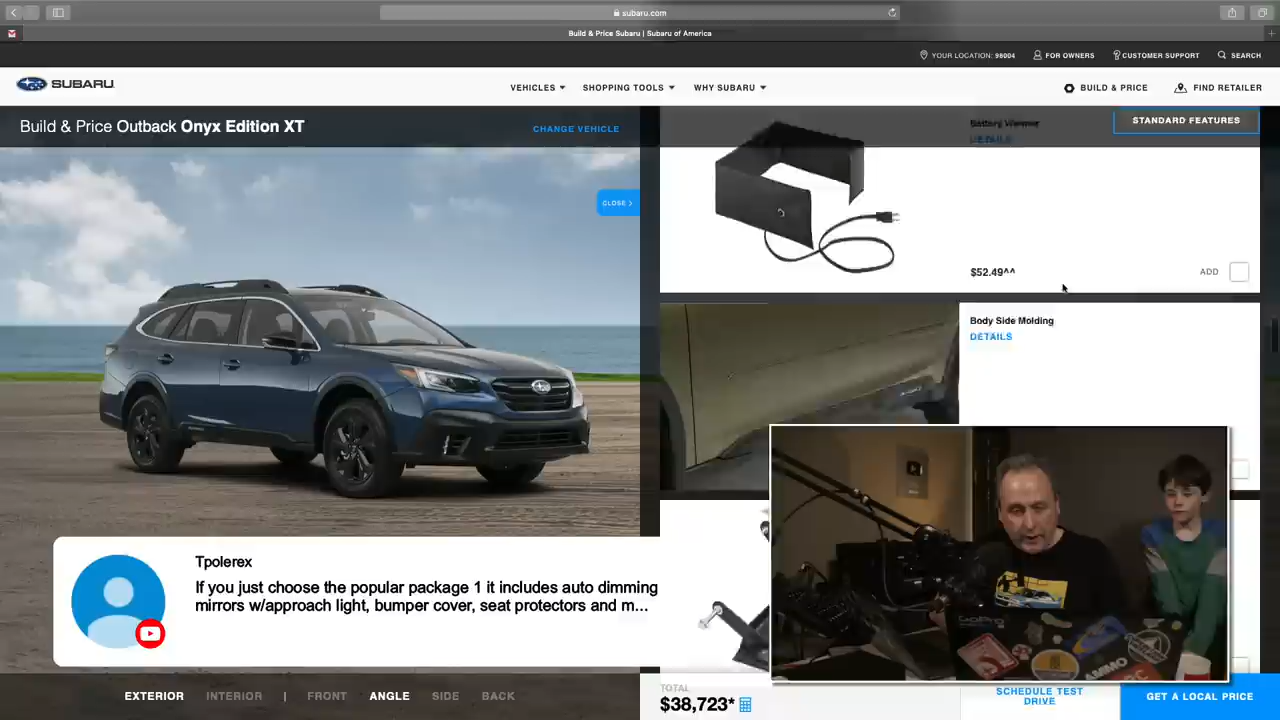 subaru.com
Build & Price Subaru | Subaru of America
YOUR LOCATION: 98004
FOR OWNERS
CUSTOMER SUPPORT
SEARCH
SUBARU
VEHICLES
SHOPPING TOOLS
WHY SUBARU
BUILD & PRICE
FIND RETAILER
Build & Price Outback Onyx Edition XT
CHANGE VEHICLE
Battery Warmer
DETAILS
STANDARD FEATURES
CLOSE >
$52.49^^
ADD
Body Side Molding
DETAILS
Tpolerex
If you just choose the popular package 1 it includes auto dimming
mirrors w/approach light, bumper cover, seat protectors and m...
GoPro
AMMO
EXTERIOR
INTERIOR
|
FRONT
ANGLE
SIDE
BACK
TOTAL
$38,723*
SCHEDULE TEST
DRIVE
GET A LOCAL PRICE